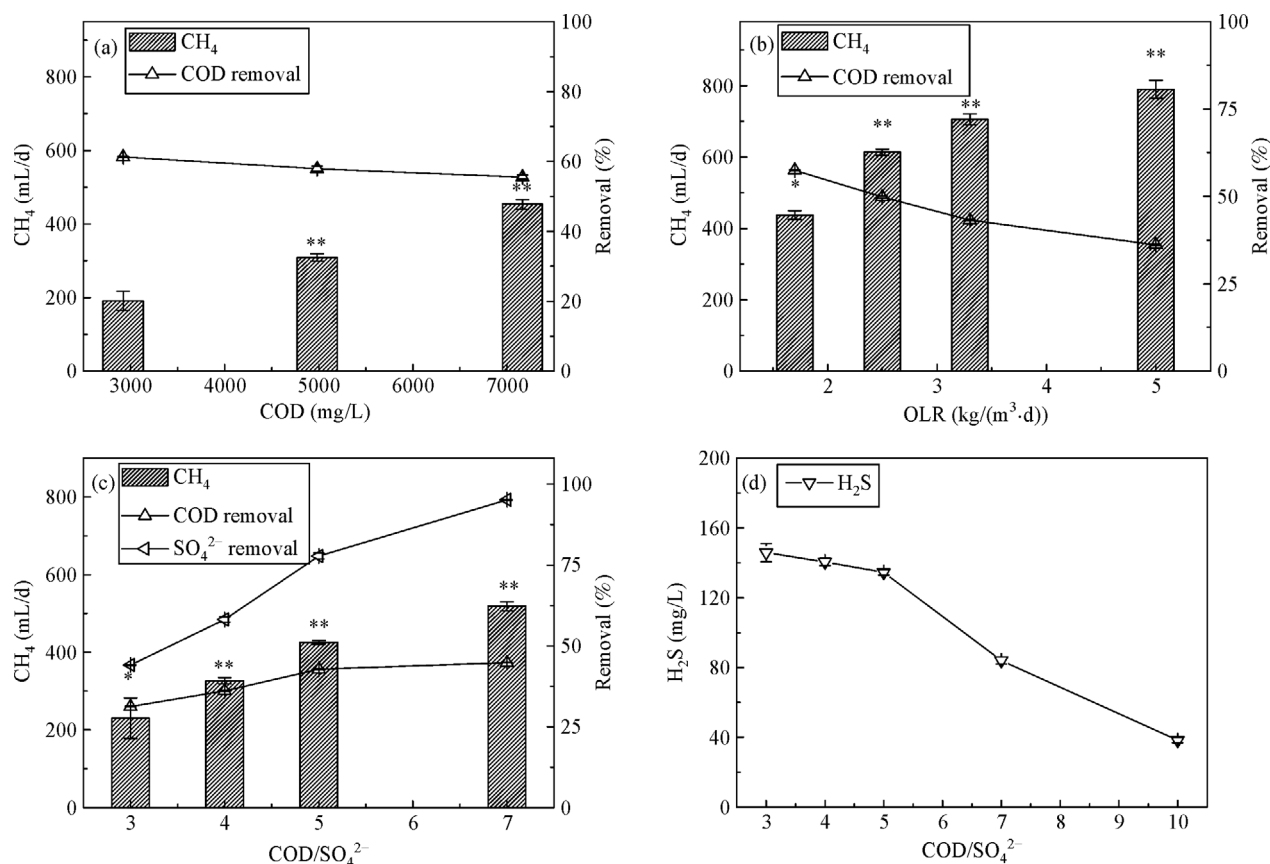 (a)
CH₄
COD removal
CH₄ (mL/d)
Removal (%)
800
600
400
200
0
100
80
60
40
20
0
**
**
3000 4000 5000 6000 7000
COD (mg/L)
(b)
CH₄
COD removal
CH₄ (mL/d)
Removal (%)
800
600
400
200
0
100
75
50
25
0
*
**
**
**
2 3 4 5
OLR (kg/(m³·d))
(c)
CH₄
COD removal
SO₄²⁻ removal
CH₄ (mL/d)
Removal (%)
800
600
400
200
0
100
75
50
25
0
*
**
**
**
3 4 5 6 7
COD/SO₄²⁻
(d)
H₂S
H₂S (mg/L)
200
160
120
80
40
0
3 4 5 6 7 8 9 10
COD/SO₄²⁻